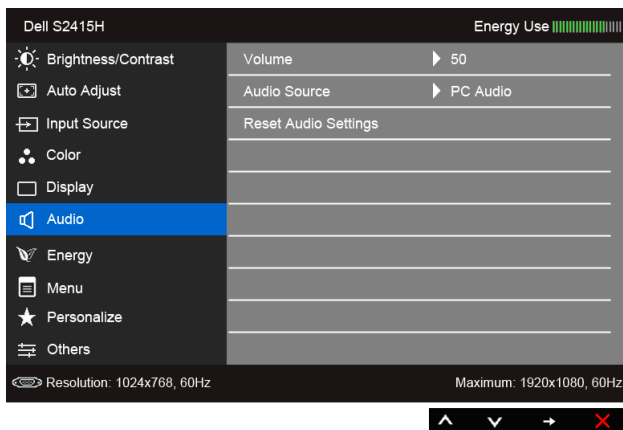 Dell S2415H Energy Use
Brightness/Contrast Volume 50
Auto Adjust Audio Source PC Audio
Input Source Reset Audio Settings
Color
Display
Audio
Energy
Menu
Personalize
Others
Resolution: 1024x768, 60Hz Maximum: 1920x1080, 60Hz